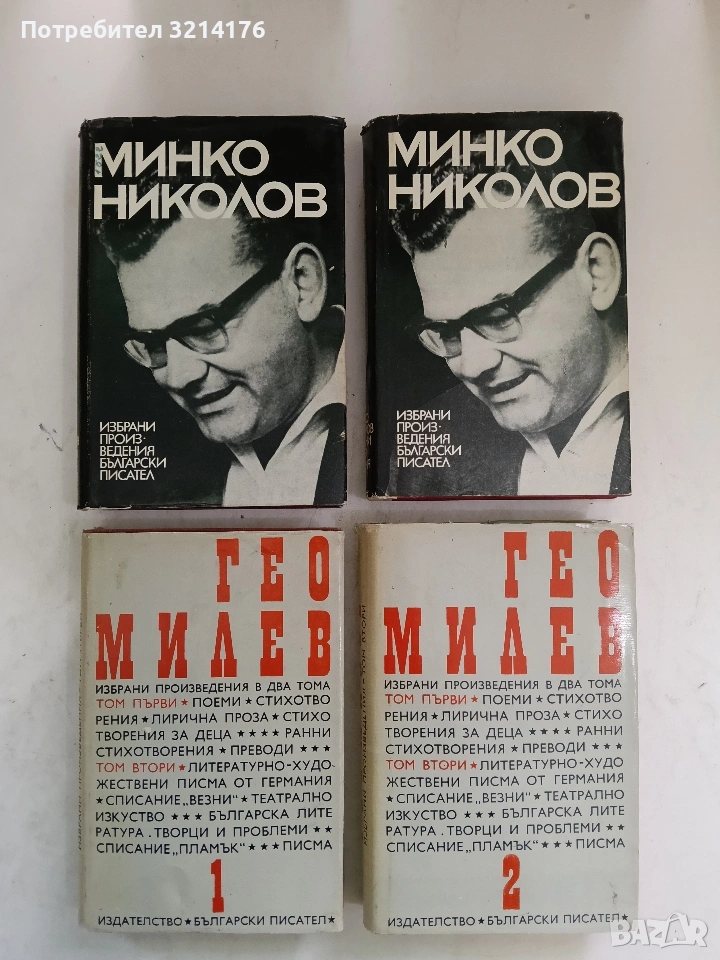 Потребител 3214176
МИНКО
НИКОЛОВ
ИЗБРАНИ
ПРОИЗ-
ВЕДЕНИЯ
БЪЛГАРСКИ
ПИСАТЕЛ
МИНКО
НИКОЛОВ
ИЗБРАНИ
ПРОИЗ-
ВЕДЕНИЯ
БЪЛГАРСКИ
ПИСАТЕЛ
ГЕО
МИЛЕВ
ИЗБРАНИ ПРОИЗВЕДЕНИЯ В ДВА ТОМА
ТОМ ПЪРВИ ★ ПОЕМИ ★ СТИХОТВО
РЕНИЯ ★ ЛИРИЧНА ПРОЗА ★ СТИХО
ТВОРЕНИЯ ЗА ДЕЦА ★ ★ ★ РАННИ
СТИХОТВОРЕНИЯ ★ ПРЕВОДИ ★ ★ ★
ТОМ ВТОРИ ★ ЛИТЕРАТУРНО-ХУДО
ЖЕСТВЕНИ ПИСМА ОТ ГЕРМАНИЯ
★ СПИСАНИЕ „ВЕЗНИ“ ★ ТЕАТРАЛНО
ИЗКУСТВО ★ ★ ★ БЪЛГАРСКА ЛИТЕ
РАТУРА . ТВОРЦИ И ПРОБЛЕМИ ★ ★
СПИСАНИЕ „ПЛАМЪК“ ★ ★ ★ ПИСМА
1
ИЗДАТЕЛСТВО ★ БЪЛГАРСКИ ПИСАТЕЛ ★
ГЕО
МИЛЕВ
ИЗБРАНИ ПРОИЗВЕДЕНИЯ В ДВА ТОМА
ТОМ ПЪРВИ ★ ПОЕМИ ★ СТИХОТВО
РЕНИЯ ★ ЛИРИЧНА ПРОЗА ★ СТИХО
ТВОРЕНИЯ ЗА ДЕЦА ★ ★ ★ РАННИ
СТИХОТВОРЕНИЯ ★ ПРЕВОДИ ★ ★ ★
ТОМ ВТОРИ ★ ЛИТЕРАТУРНО-ХУДО
ЖЕСТВЕНИ ПИСМА ОТ ГЕРМАНИЯ
★ СПИСАНИЕ „ВЕЗНИ“ ★ ТЕАТРАЛНО
ИЗКУСТВО ★ ★ ★ БЪЛГАРСКА ЛИТЕ
РАТУРА . ТВОРЦИ И ПРОБЛЕМИ ★ ★
СПИСАНИЕ „ПЛАМЪК“ ★ ★ ★ ПИСМА
2
ИЗДАТЕЛСТВО ★ БЪЛГАРСКИ ПИСАТЕЛ ★
BAZAR